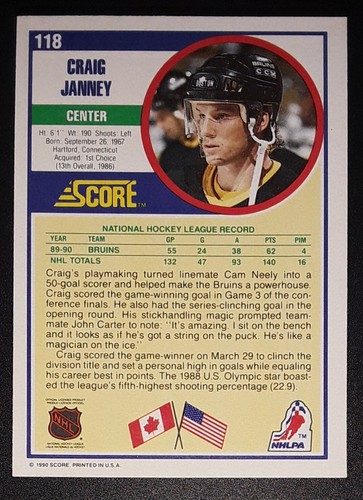 118
CRAIG
JANNEY
CENTER
Ht: 6'1" Wt: 190 Shoots: Left
Born: September 26, 1967
Hartford, Connecticut
Acquired: 1st Choice
(13th Overall, 1986)
BOSTON
BRUINS
CCM
SCORE™
NATIONAL HOCKEY LEAGUE RECORD
YEAR TEAM GP G A PTS PIM
89-90 BRUINS 55 24 38 62 4
NHL TOTALS 132 47 93 140 16
Craig's playmaking turned linemate Cam Neely into a
50-goal scorer and helped make the Bruins a powerhouse.
Craig scored the game-winning goal in Game 3 of the con-
ference finals. He also had the series-clinching goal in the
opening round. His stickhandling magic prompted team-
mate John Carter to note: "It's amazing. I sit on the bench
and it looks as if he's got a string on the puck. He's like a
magician on the ice."
Craig scored the game-winner on March 29 to clinch the
division title and set a personal high in goals while equaling
his career best in points. The 1988 U.S. Olympic star boast-
ed the league's fifth-highest shooting percentage (22.9).
NHL
NHLPA
TM
© 1990 SCORE. PRINTED IN U.S.A.